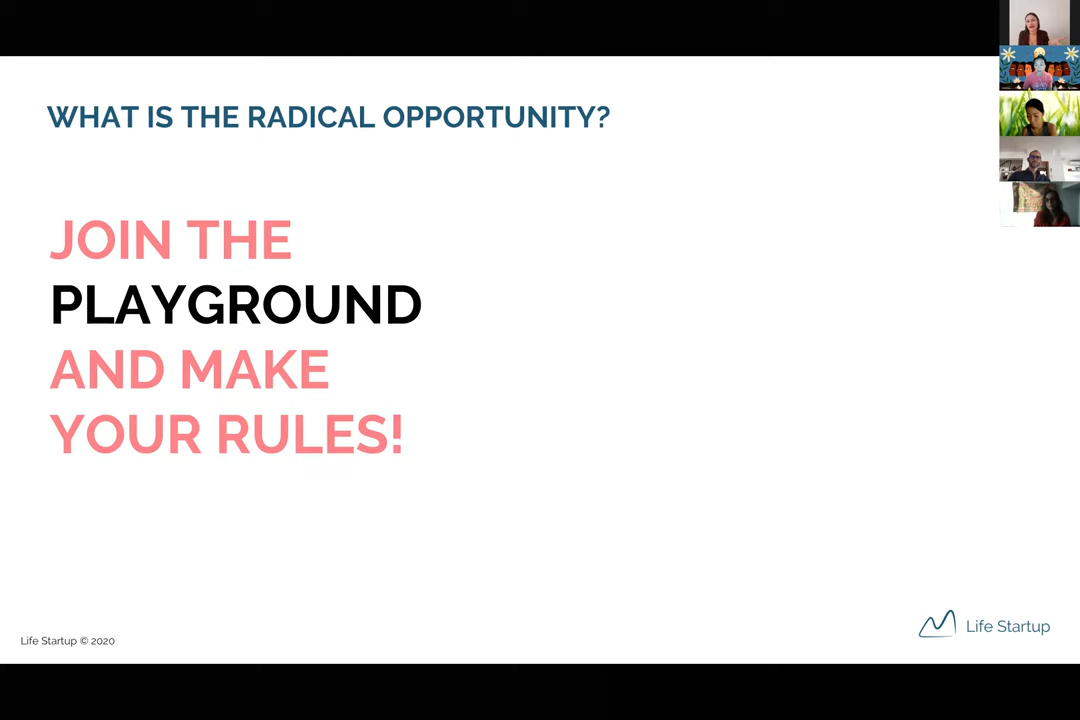 WHAT IS THE RADICAL OPPORTUNITY?
JOIN THE
PLAYGROUND
AND MAKE
YOUR RULES!
Life Startup © 2020
Life Startup